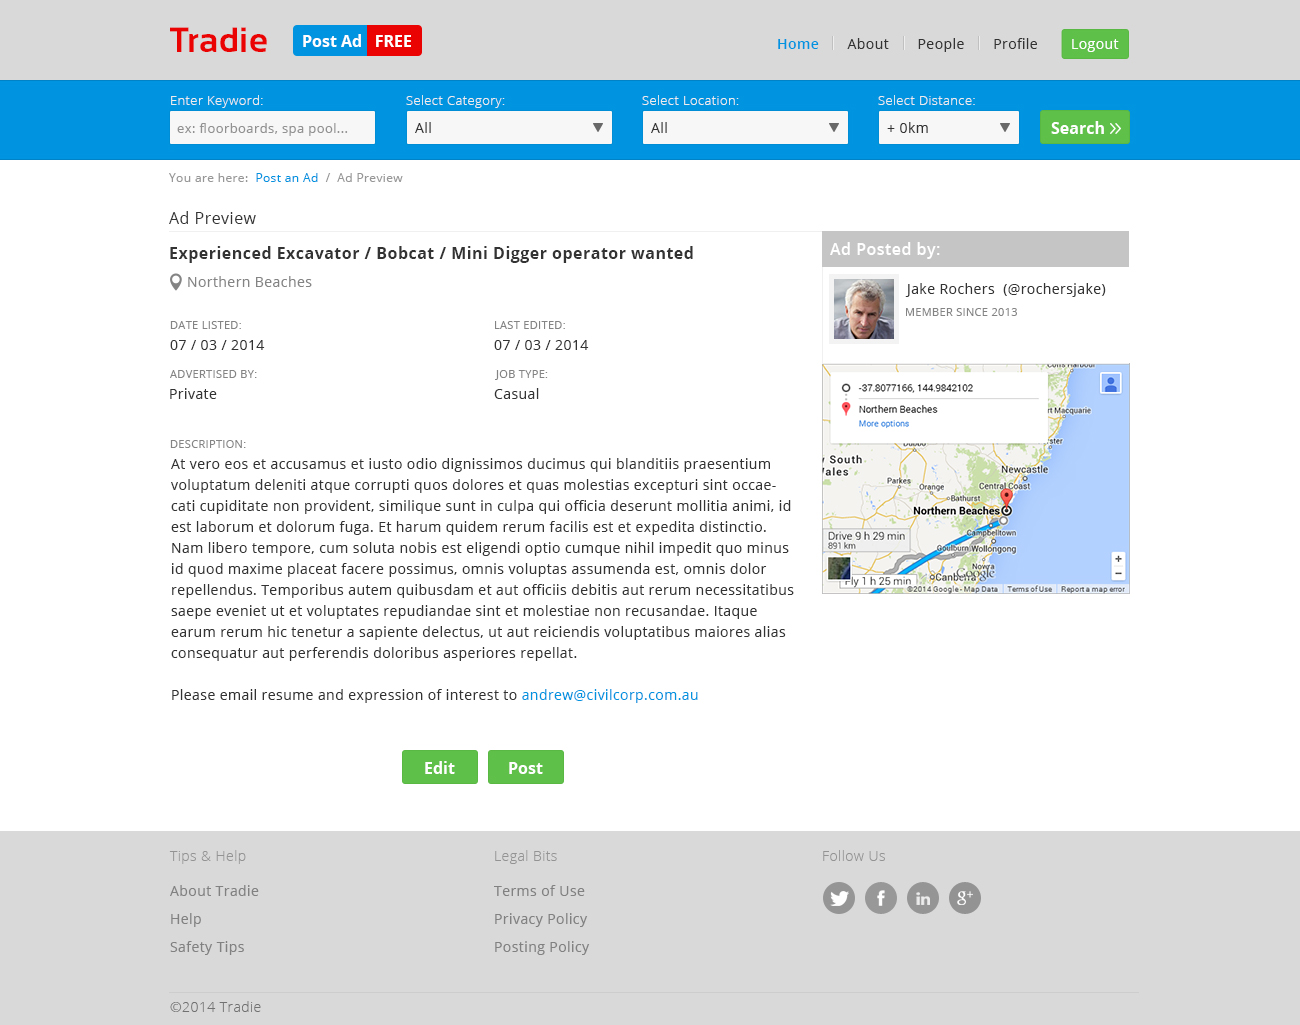 Tradie
Post Ad FREE
Home
About
People
Profile
Logout
Enter Keyword:
Select Category:
Select Location:
Select Distance:
ex: floorboards, spa pool...
All
All
+ 0km
Search
You are here: Post an Ad / Ad Preview
Ad Preview
Experienced Excavator / Bobcat / Mini Digger operator wanted
Northern Beaches
DATE LISTED:
07 / 03 / 2014
LAST EDITED:
07 / 03 / 2014
ADVERTISED BY:
Private
JOB TYPE:
Casual
DESCRIPTION:
At vero eos et accusamus et iusto odio dignissimos ducimus qui blanditiis praesentium
voluptatum deleniti atque corrupti quos dolores et quas molestias excepturi sint occae-
cati cupiditate non provident, similique sunt in culpa qui officia deserunt mollitia animi, id
est laborum et dolorum fuga. Et harum quidem rerum facilis est et expedita distinctio.
Nam libero tempore, cum soluta nobis est eligendi optio cumque nihil impedit quo minus
id quod maxime placeat facere possimus, omnis voluptas assumenda est, omnis dolor
repellendus. Temporibus autem quibusdam et aut officiis debitis aut rerum necessitatibus
saepe eveniet ut et voluptates repudiandae sint et molestiae non recusandae. Itaque
earum rerum hic tenetur a sapiente delectus, ut aut reiciendis voluptatibus maiores alias
consequatur aut perferendis doloribus asperiores repellat.
Please email resume and expression of interest to andrew@civilcorp.com.au
Edit
Post
Ad Posted by:
Jake Rochers (@rochersjake)
MEMBER SINCE 2013
-37.8077166, 144.9842102
Northern Beaches
More options
rt Macquarie
Dubbo
South
ales
Newcastle
Parkes
Orange
Central Coast
Bathurst
Northern Beaches
Drive 9 h 29 min
891 km
Campbelltown
Goulburn
Wollongong
Nowra
Fly 1 h 25 min
Canberra
Google
+
−
©2014 Google - Map Data
Terms of Use
Report a map error
Tips & Help
About Tradie
Help
Safety Tips
Legal Bits
Terms of Use
Privacy Policy
Posting Policy
Follow Us
f
in
g+
©2014 Tradie